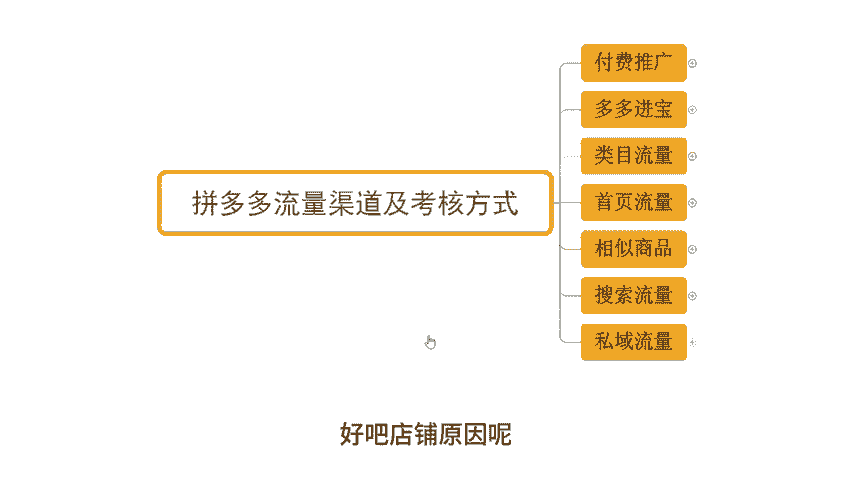 拼多多流量渠道及考核方式
付费推广
多多进宝
类目流量
首页流量
相似商品
搜索流量
私域流量
好吧店铺原因呢